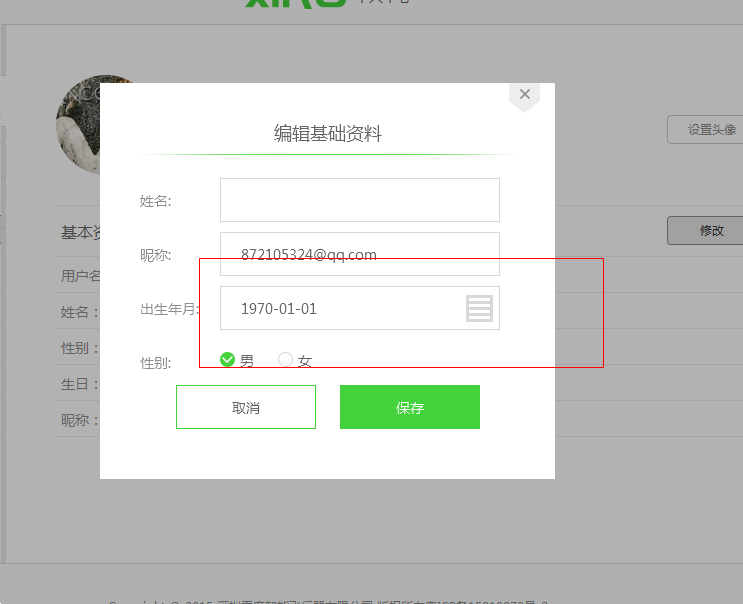 设置头像
编辑基础资料
姓名:
基本资
修改
昵称:
872105324@qq.com
用户名
出生年月:
1970-01-01
姓名：
性别：
性别:
男
女
生日：
取消
保存
昵称：